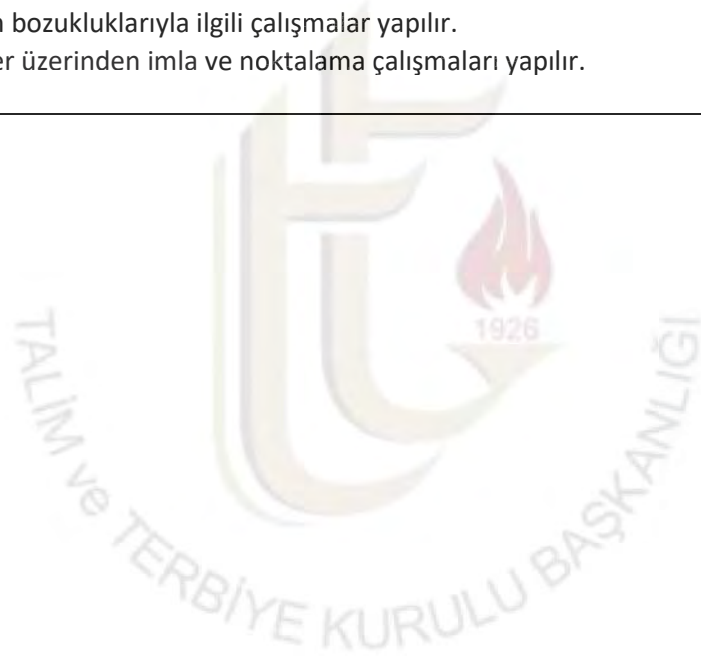 n bozukluklarıyla ilgili çalışmalar yapılır.
er üzerinden imla ve noktalama çalışmaları yapılır.
1926
TALİM ve TERBİYE KURULU BAŞKANLIĞI